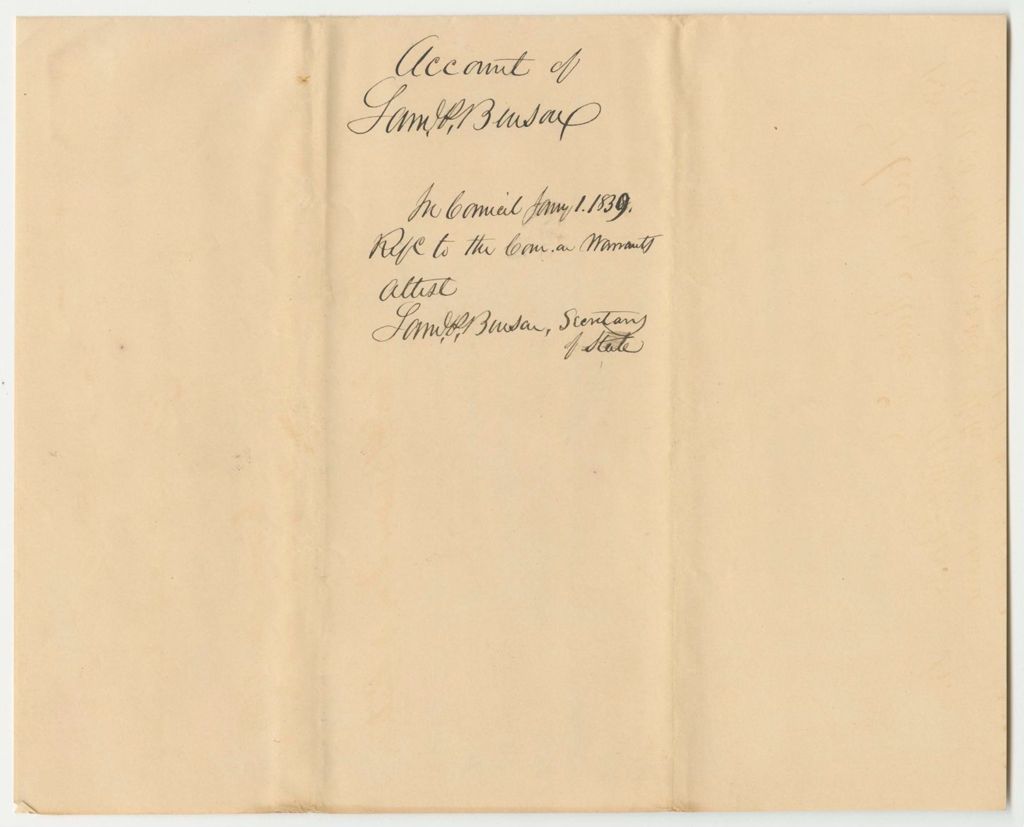 Account of
Saml. P. Benson
In Council Jany 1. 1839.
Ref'd to the Com. on Warrants
Attest
Saml. P. Benson, Secretary
of State